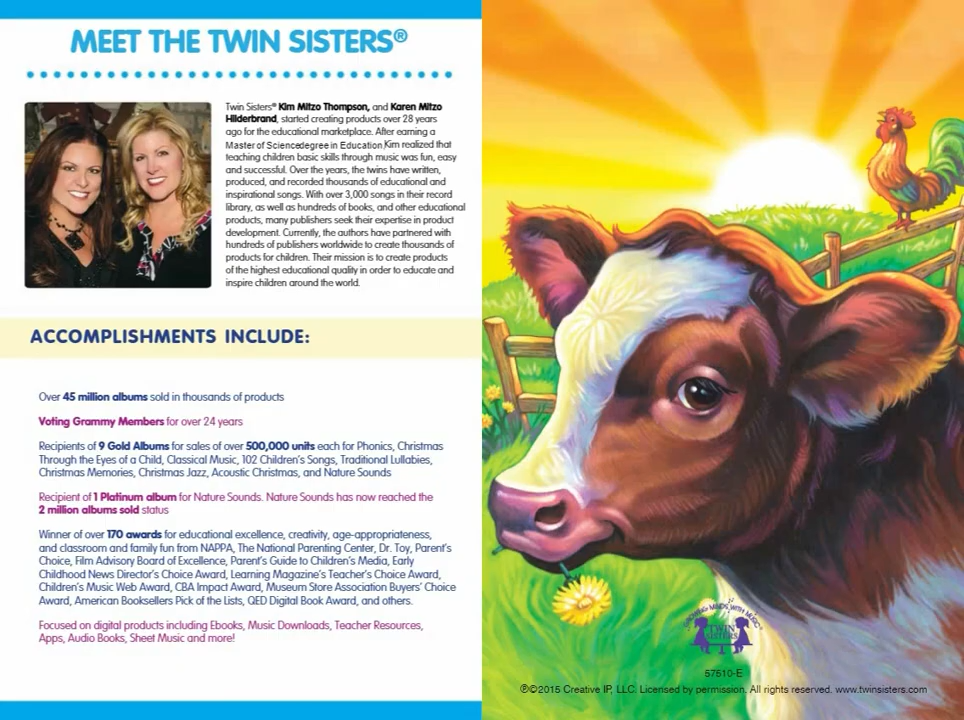 MEET THE TWIN SISTERS®
Twin Sisters® Kim Mitzo Thompson, and Karen Mitzo
Hilderbrand, started creating products over 28 years
ago for the educational marketplace. After earning a
Master of Sciencedegree in Education,Kim realized that
teaching children basic skills through music was fun, easy
and successful. Over the years, the twins have written,
produced, and recorded thousands of educational and
inspirational songs. With over 3,000 songs in their record
library, as well as hundreds of books, and other educational
products, many publishers seek their expertise in product
development. Currently, the authors have partnered with
hundreds of publishers worldwide to create thousands of
products for children. Their mission is to create products
of the highest educational quality in order to educate and
inspire children around the world.
ACCOMPLISHMENTS INCLUDE:
Over 45 million albums sold in thousands of products
Voting Grammy Members for over 24 years
Recipients of 9 Gold Albums for sales of over 500,000 units each for Phonics, Christmas
Through the Eyes of a Child, Classical Music, 102 Children's Songs, Traditional Lullabies,
Christmas Memories, Christmas Jazz, Acoustic Christmas, and Nature Sounds
Recipient of 1 Platinum album for Nature Sounds. Nature Sounds has now reached the
2 million albums sold status
Winner of over 170 awards for educational excellence, creativity, age-appropriateness,
and classroom and family fun from NAPPA, The National Parenting Center, Dr. Toy, Parent's
Choice, Film Advisory Board of Excellence, Parent's Guide to Children's Media, Early
Childhood News Director's Choice Award, Learning Magazine's Teacher's Choice Award,
Children's Music Web Award, CBA Impact Award, Museum Store Association Buyers' Choice
Award, American Booksellers Pick of the Lists, QED Digital Book Award, and others.
Focused on digital products including Ebooks, Music Downloads, Teacher Resources,
Apps, Audio Books, Sheet Music and more!
TEACHING MINDS WITH MUSIC
TWIN
SISTERS
57510-E
®©2015 Creative IP, LLC. Licensed by permission. All rights reserved. www.twinsisters.com